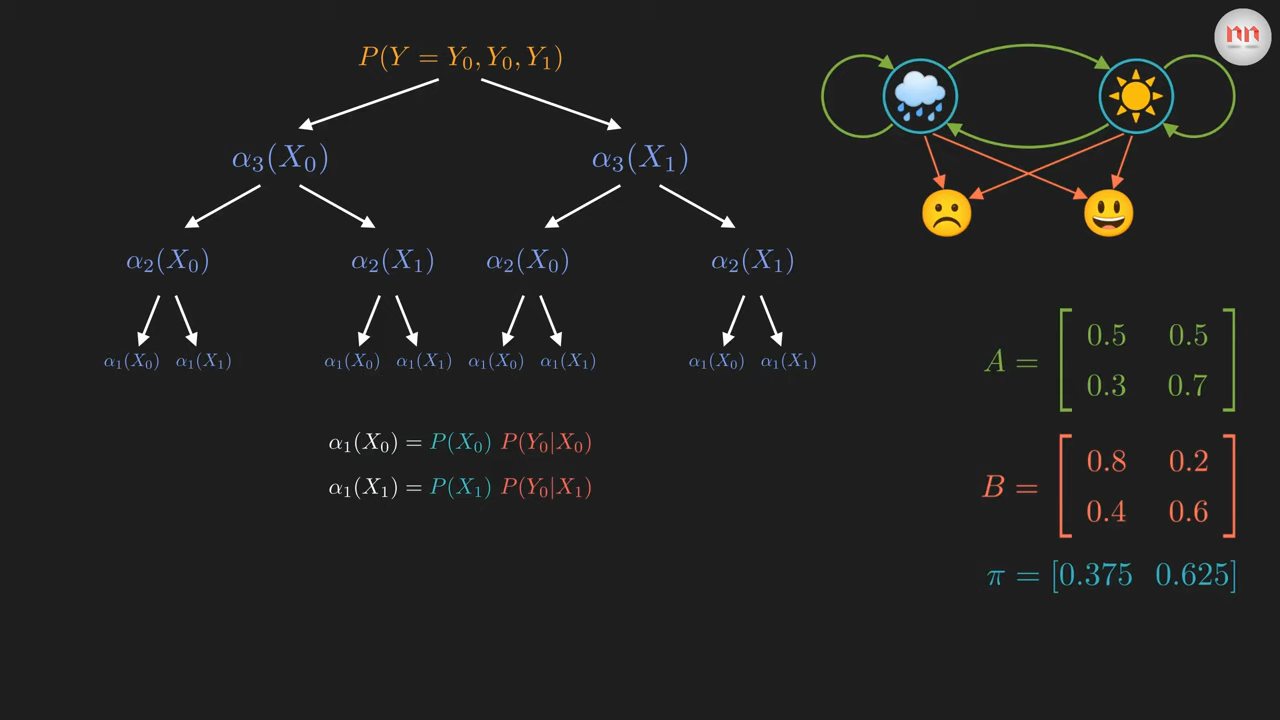 nn
P(Y = Y₀, Y₀, Y₁)
α₃(X₀) α₃(X₁)
α₂(X₀) α₂(X₁) α₂(X₀) α₂(X₁)
α₁(X₀) α₁(X₁) α₁(X₀) α₁(X₁) α₁(X₀) α₁(X₁) α₁(X₀) α₁(X₁)
α₁(X₀) = P(X₀) P(Y₀|X₀)
α₁(X₁) = P(X₁) P(Y₀|X₁)
A = [ 0.5 0.5
0.3 0.7 ]
B = [ 0.8 0.2
0.4 0.6 ]
π = [0.375 0.625]